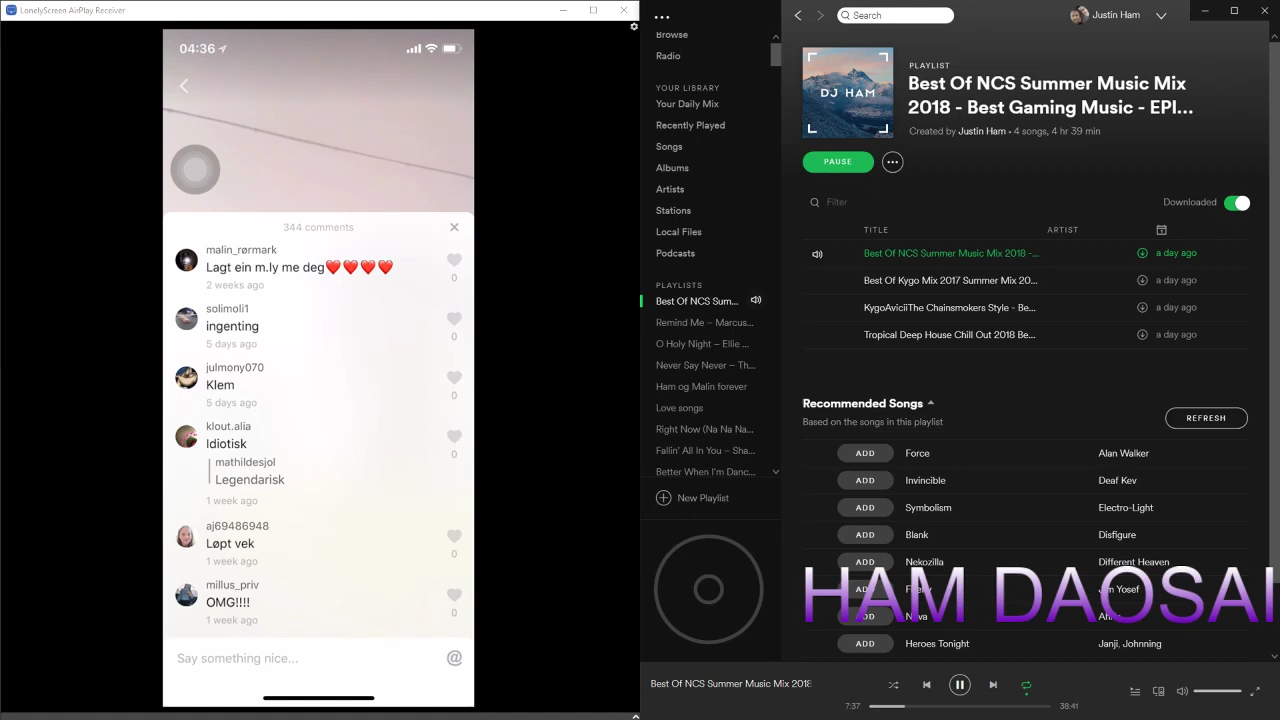 LonelyScreen AirPlay Receiver
04:36
344 comments
malin_rørmark
Lagt ein m.ly me deg❤️❤️❤️❤️
0
2 weeks ago
solimoli1
ingenting
0
5 days ago
julmony070
Klem
0
5 days ago
klout.alia
Idiotisk
0
mathildesjol
Legendarisk
1 week ago
aj69486948
Løpt vek
0
1 week ago
millus_priv
OMG!!!!
0
1 week ago
Say something nice...
@
Browse
Radio
YOUR LIBRARY
Your Daily Mix
Recently Played
Songs
Albums
Artists
Stations
Local Files
Podcasts
PLAYLISTS
Best Of NCS Sum...
Remind Me – Marcus...
O Holy Night – Ellie ...
Never Say Never – Th...
Ham og Malin forever
Love songs
Right Now (Na Na Na...
Fallin' All In You – Sha...
Better When I'm Danc...
New Playlist
Search
Justin Ham
DJ HAM
PLAYLIST
Best Of NCS Summer Music Mix
2018 - Best Gaming Music - EPI...
Created by Justin Ham • 4 songs, 4 hr 39 min
PAUSE
Filter
Downloaded
TITLE ARTIST
Best Of NCS Summer Music Mix 2018 -... a day ago
Best Of Kygo Mix 2017 Summer Mix 20... a day ago
KygoAviciiThe Chainsmokers Style - Be... a day ago
Tropical Deep House Chill Out 2018 Be... a day ago
Recommended Songs
Based on the songs in this playlist
REFRESH
ADD Force Alan Walker
ADD Invincible Deaf Kev
ADD Symbolism Electro-Light
ADD Blank Disfigure
ADD Nekozilla Different Heaven
Yosef
ADD Heroes Tonight Janji, Johnning
HAM DAOSAI
Best Of NCS Summer Music Mix 2018
7:37
38:41